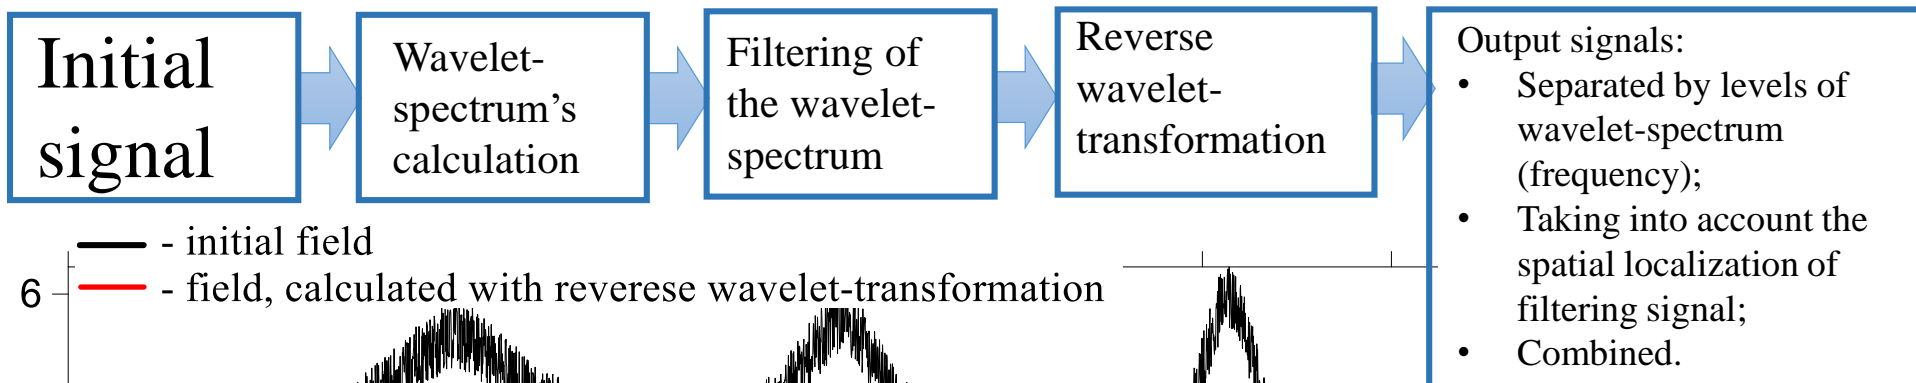 Initial
signal
Wavelet-
spectrum’s
calculation
Filtering of
the wavelet-
spectrum
Reverse
wavelet-
transformation
Output signals:
• Separated by levels of
wavelet-spectrum
(frequency);
• Taking into account the
spatial localization of
filtering signal;
• Combined.
- initial field
- field, calculated with reverese wavelet-transformation
6